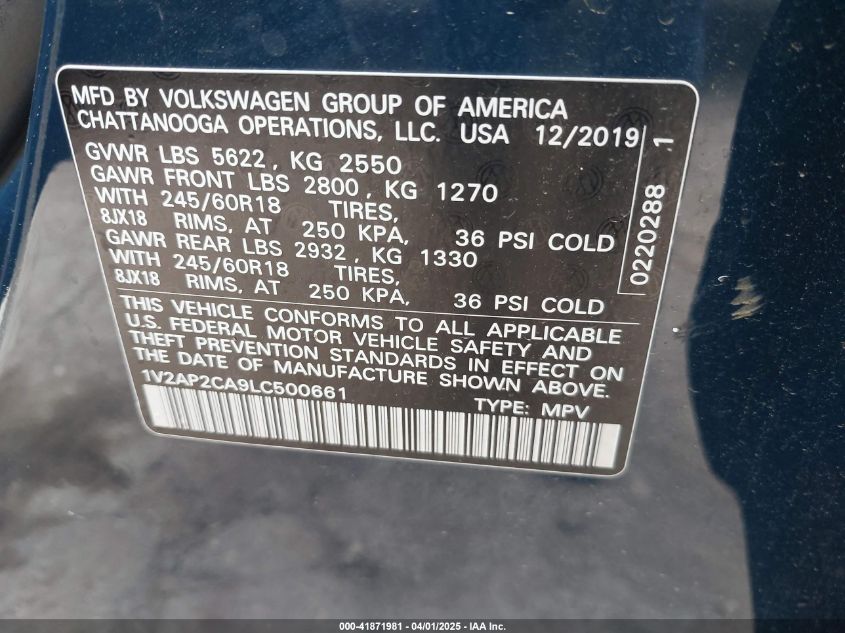 MFD BY VOLKSWAGEN GROUP OF AMERICA
CHATTANOOGA OPERATIONS, LLC. USA 12/2019
GVWR LBS 5622, KG 2550
GAWR FRONT LBS 2800, KG 1270
WITH 245/60R18 TIRES,
8JX18 RIMS, AT 250 KPA, 36 PSI COLD
GAWR REAR LBS 2932, KG 1330
WITH 245/60R18 TIRES,
8JX18 RIMS, AT 250 KPA, 36 PSI COLD
THIS VEHICLE CONFORMS TO ALL APPLICABLE
U.S. FEDERAL MOTOR VEHICLE SAFETY AND
THEFT PREVENTION STANDARDS IN EFFECT ON
THE DATE OF MANUFACTURE SHOWN ABOVE.
1V2AP2CA9LC500661 TYPE: MPV
0220288 1
000-41871981 - 04/01/2025 - IAA Inc.